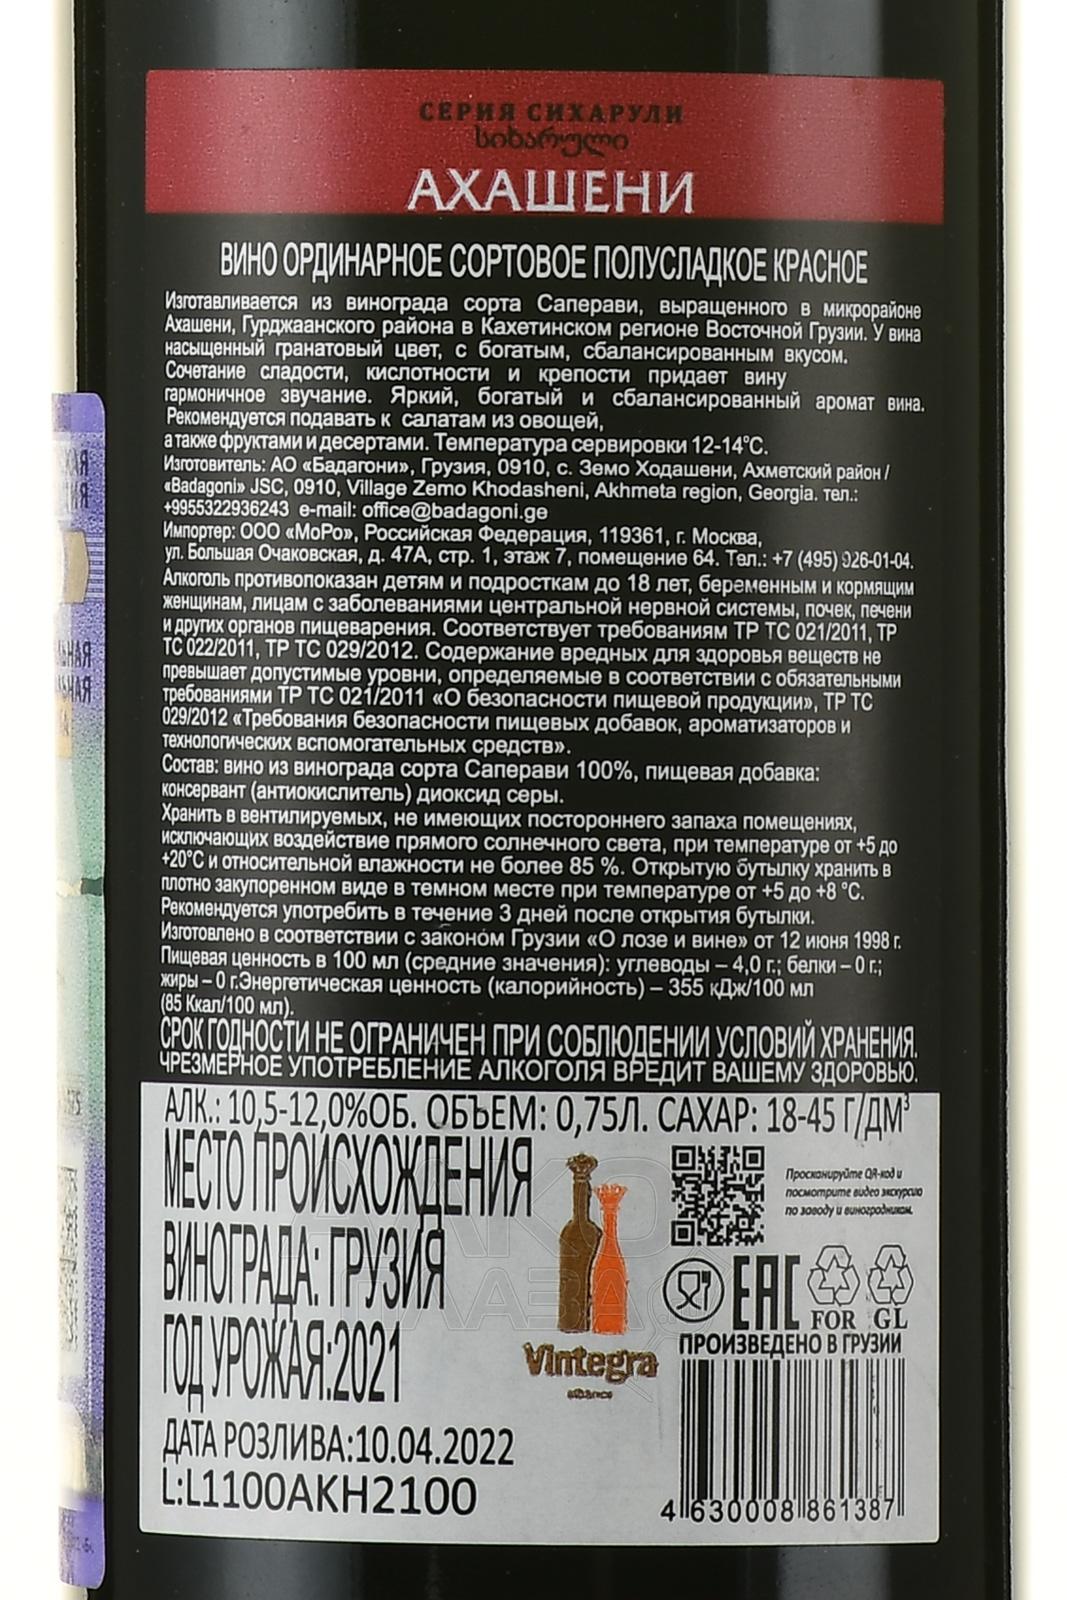 СЕРИЯ СИХАРУЛИ
სიხარული
АХАШЕНИ
ВИНО ОРДИНАРНОЕ СОРТОВОЕ ПОЛУСЛАДКОЕ КРАСНОЕ
Изготавливается из винограда сорта Саперави, выращенного в микрорайоне
Ахашени, Гурджаанского района в Кахетинском регионе Восточной Грузии. У вина
насыщенный гранатовый цвет, с богатым, сбалансированным вкусом.
Сочетание сладости, кислотности и крепости придает вину
гармоничное звучание. Яркий, богатый и сбалансированный аромат вина.
Рекомендуется подавать к салатам из овощей,
а также фруктами и десертами. Температура сервировки 12-14°С.
Изготовитель: АО «Бадагони», Грузия, 0910, с. Земо Ходашени, Ахметский район /
«Badagoni» JSC, 0910, Village Zemo Khodasheni, Akhmeta region, Georgia. тел.:
+9955322936243 e-mail: office@badagoni.ge
Импортер: ООО «МоРо», Российская Федерация, 119361, г. Москва,
ул. Большая Очаковская, д. 47А, стр. 1, этаж 7, помещение 64. Тел.: +7 (495) 926-01-04.
Алкоголь противопоказан детям и подросткам до 18 лет, беременным и кормящим
женщинам, лицам с заболеваниями центральной нервной системы, почек, печени
и других органов пищеварения. Соответствует требованиям ТР ТС 021/2011, ТР
ТС 022/2011, ТР ТС 029/2012. Содержание вредных для здоровья веществ не
превышает допустимые уровни, определяемые в соответствии с обязательными
требованиями ТР ТС 021/2011 «О безопасности пищевой продукции», ТР ТС
029/2012 «Требования безопасности пищевых добавок, ароматизаторов и
технологических вспомогательных средств».
Состав: вино из винограда сорта Саперави 100%, пищевая добавка:
консервант (антиокислитель) диоксид серы.
Хранить в вентилируемых, не имеющих постороннего запаха помещениях,
исключающих воздействие прямого солнечного света, при температуре от +5 до
+20°С и относительной влажности не более 85 %. Открытую бутылку хранить в
плотно закупоренном виде в темном месте при температуре от +5 до +8 °С.
Рекомендуется употребить в течение 3 дней после открытия бутылки.
Изготовлено в соответствии с законом Грузии «О лозе и вине» от 12 июня 1998 г.
Пищевая ценность в 100 мл (средние значения): углеводы – 4,0 г.; белки – 0 г.;
жиры – 0 г.Энергетическая ценность (калорийность) – 355 кДж/100 мл
(85 Ккал/100 мл).
СРОК ГОДНОСТИ НЕ ОГРАНИЧЕН ПРИ СОБЛЮДЕНИИ УСЛОВИЙ ХРАНЕНИЯ.
ЧРЕЗМЕРНОЕ УПОТРЕБЛЕНИЕ АЛКОГОЛЯ ВРЕДИТ ВАШЕМУ ЗДОРОВЬЮ.
АЛК.: 10,5-12,0%ОБ. ОБЪЕМ: 0,75Л. САХАР: 18-45 Г/ДМ³
МЕСТО ПРОИСХОЖДЕНИЯ
ВИНОГРАДА: ГРУЗИЯ
ГОД УРОЖАЯ:2021
ДАТА РОЗЛИВА:10.04.2022
L:L1100AKH2100
Vintegra
alliance
Просканируйте QR-код и
посмотрите видео экскурсию
по заводу и виноградникам.
EAC
FOR GL
ПРОИЗВЕДЕНО В ГРУЗИИ
4 630008 861387
АЛКО
ПЛАЗА